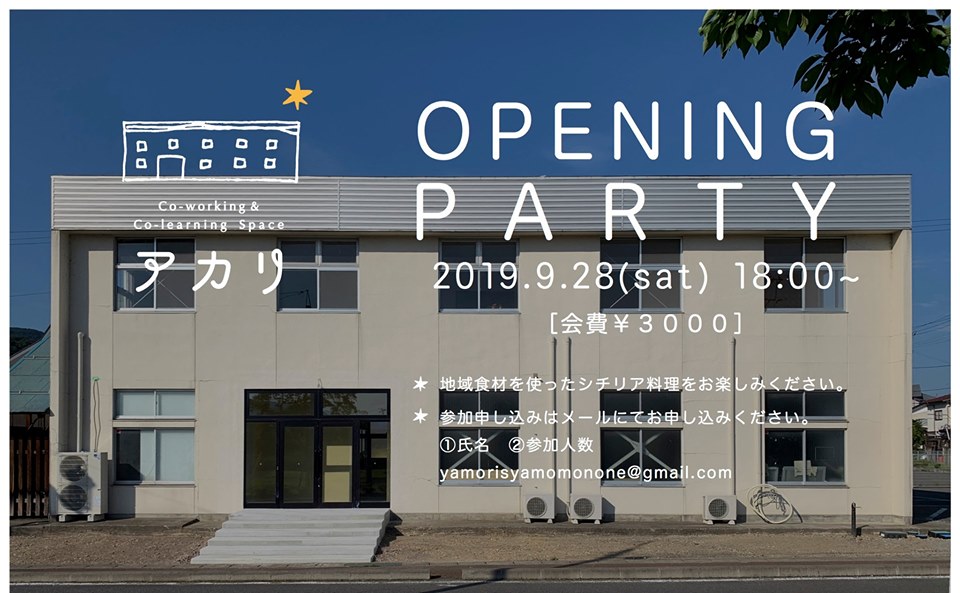 Co-working &
Co-learning Space
アカリ
OPENING
PARTY
2019.9.28(sat) 18:00~
[会費￥３０００]
✶ 地域食材を使ったシチリア料理をお楽しみください。
✶ 参加申し込みはメールにてお申し込みください。
①氏名 ②参加人数
yamorisyamomonone@gmail.com